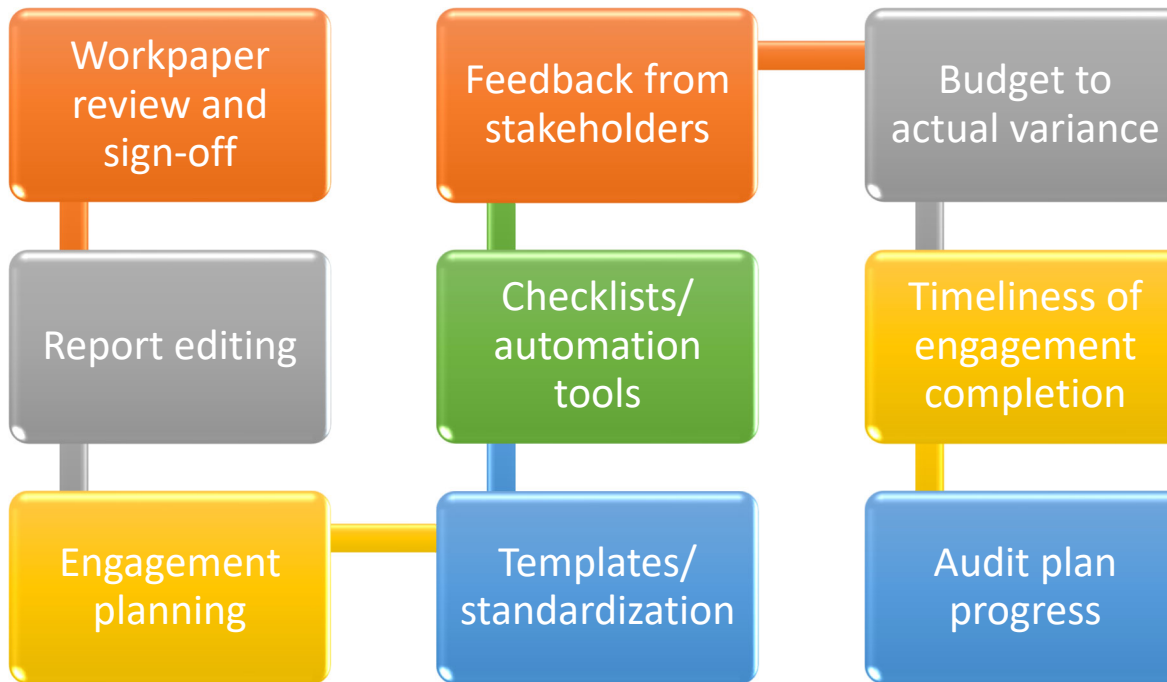 Workpaper
review and
sign-off
Report editing
Engagement
planning
Templates/
standardization
Checklists/
automation
tools
Feedback from
stakeholders
Budget to
actual variance
Timeliness of
engagement
completion
Audit plan
progress